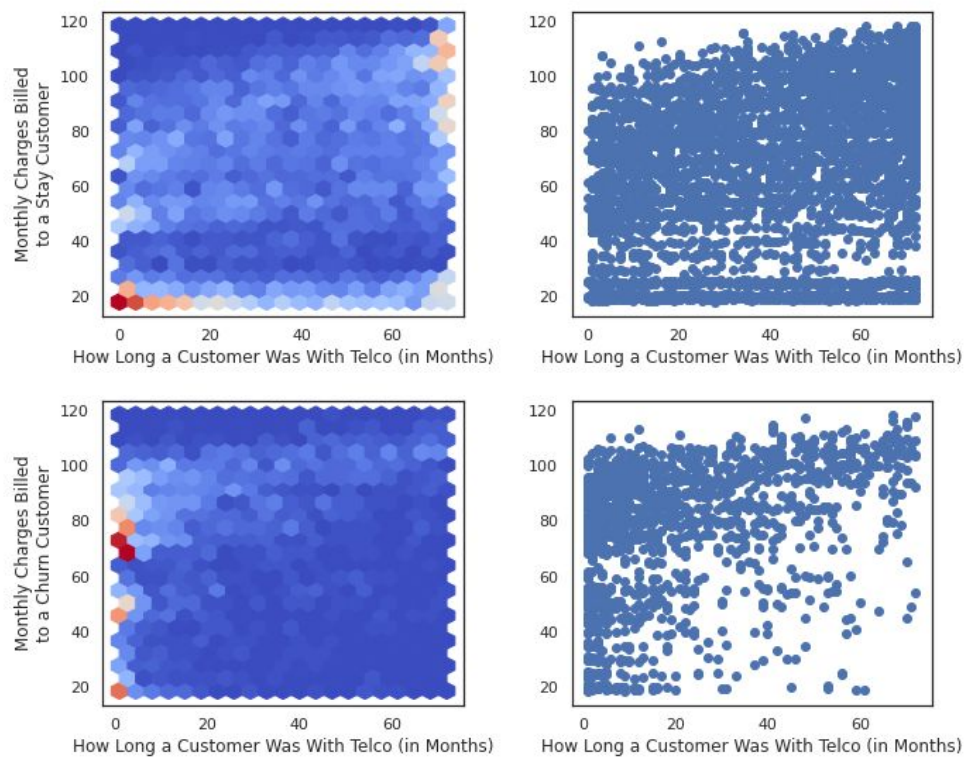 120
100
80
60
40
20
Monthly Charges Billed
to a Stay Customer
0 20 40 60
How Long a Customer Was With Telco (in Months)
120
100
80
60
40
20
0 20 40 60
How Long a Customer Was With Telco (in Months)
120
100
80
60
40
20
Monthly Charges Billed
to a Churn Customer
0 20 40 60
How Long a Customer Was With Telco (in Months)
120
100
80
60
40
20
0 20 40 60
How Long a Customer Was With Telco (in Months)